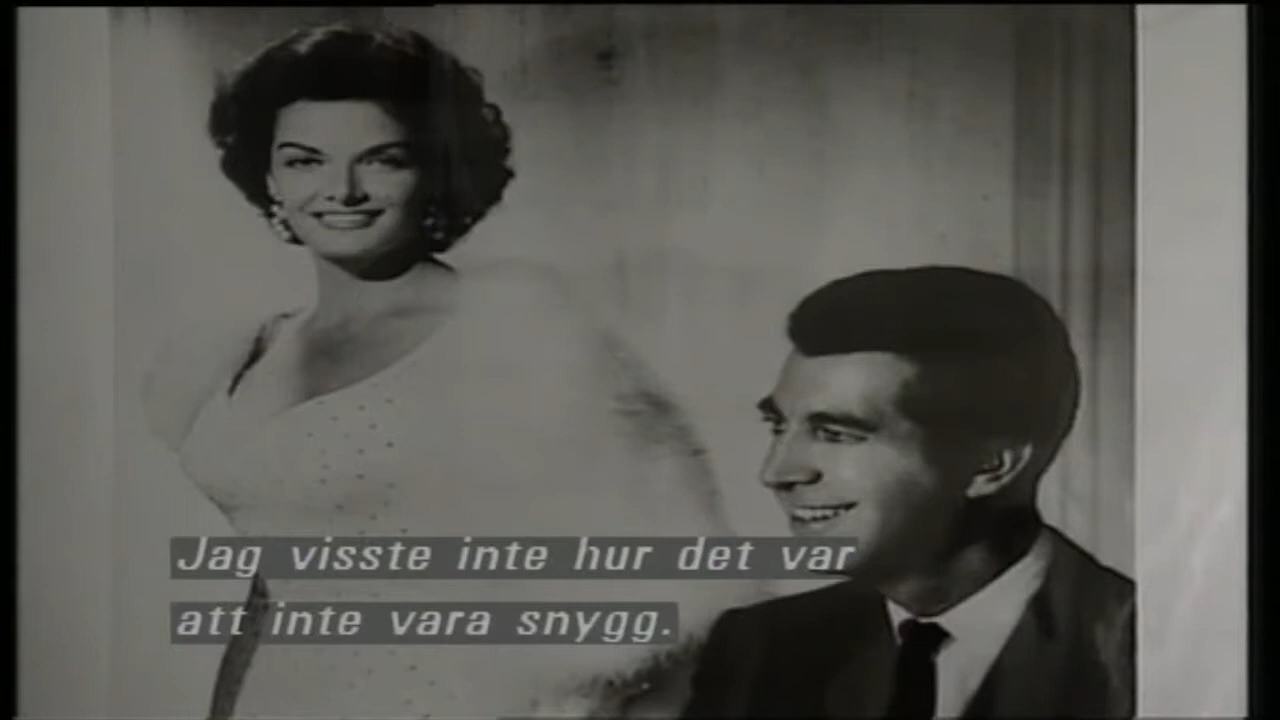 Jag visste inte hur det var
att inte vara snygg.